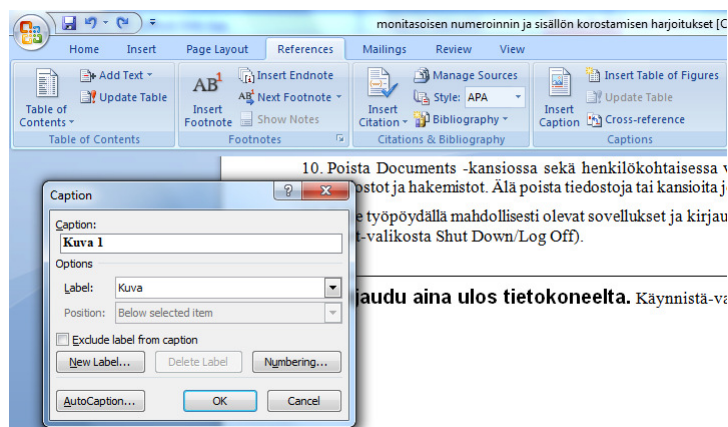 monitasoisen numeroinnin ja sisällön korostamisen harjoitukset [C
Home Insert Page Layout References Mailings Review View
Table of Contents
Add Text
Update Table
Table of Contents
AB1
Insert Footnote
Insert Endnote
AB1 Next Footnote
Show Notes
Footnotes
Insert Citation
Manage Sources
Style: APA
Bibliography
Citations & Bibliography
Insert Caption
Insert Table of Figures
Update Table
Cross-reference
Captions
10. Poista Documents -kansiossa sekä henkilökohtaisessa v
ostot ja hakemistot. Älä poista tiedostoja tai kansioita j
e työpöydällä mahdollisesti olevat sovellukset ja kirjau
t-valikosta Shut Down/Log Off).
jaudu aina ulos tietokoneelta. Käynnistä-va
Caption
Caption:
Kuva 1
Options
Label: Kuva
Position: Below selected item
Exclude label from caption
New Label... Delete Label Numbering...
AutoCaption... OK Cancel